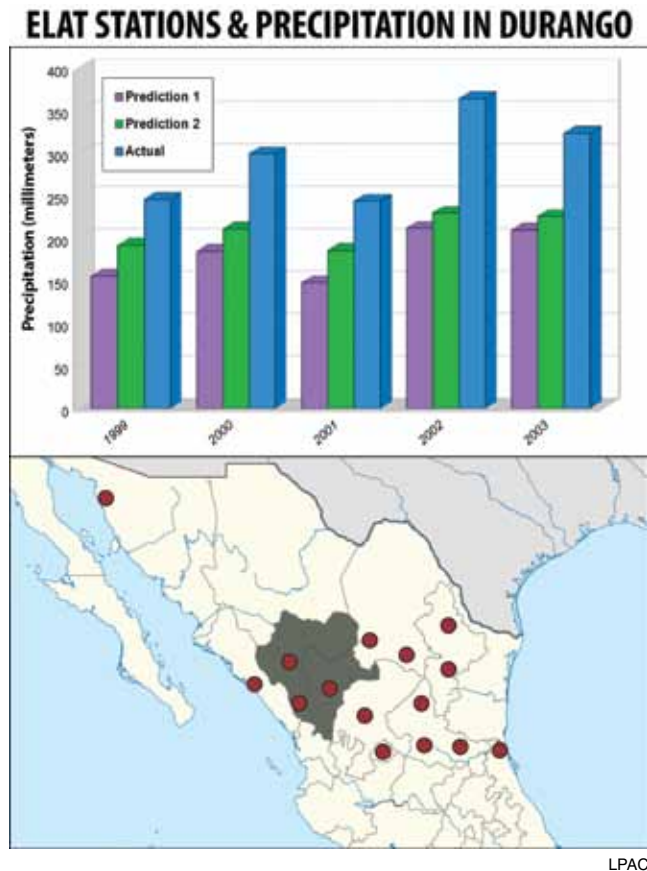 ELAT STATIONS & PRECIPITATION IN DURANGO
Precipitation (millimeters)
400
350
300
250
200
150
100
50
0
Prediction 1
Prediction 2
Actual
1999
2000
2001
2002
2003
LPAC